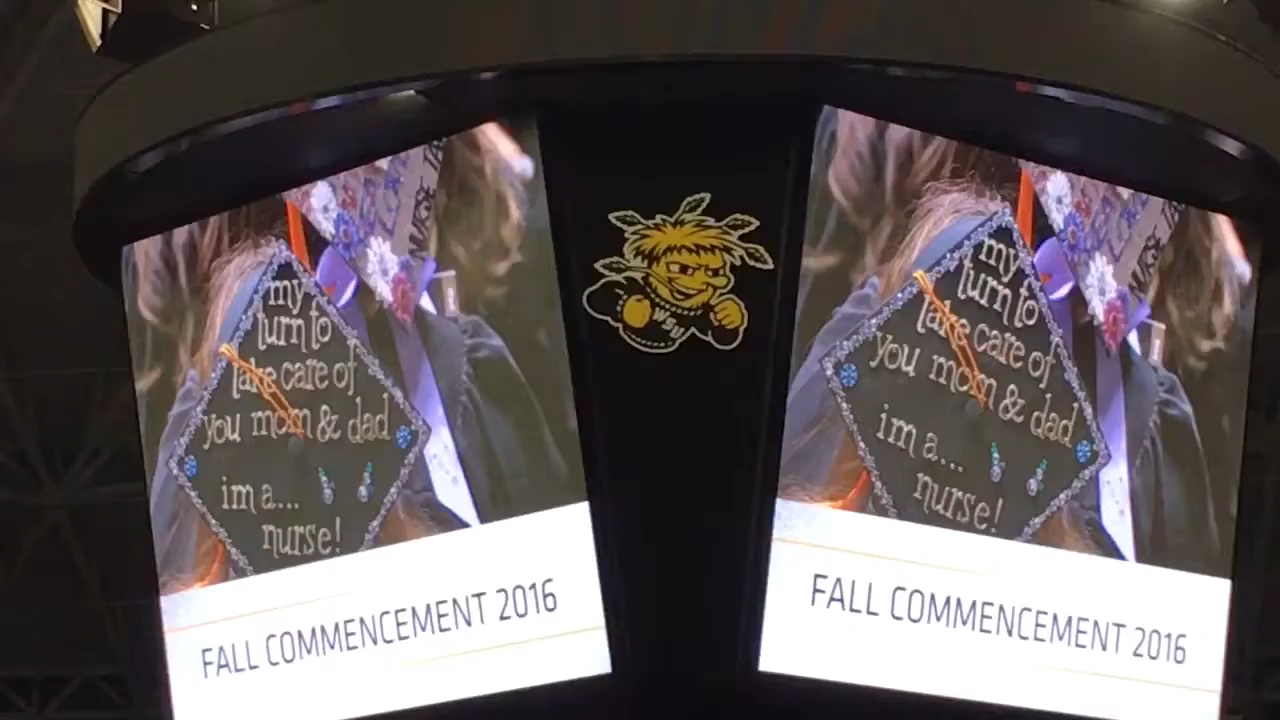 my
turn to
take care of
you mom & dad
im a...
nurse!
FALL COMMENCEMENT 2016
WSU
my
turn to
take care of
you mom & dad
im a...
nurse!
FALL COMMENCEMENT 2016